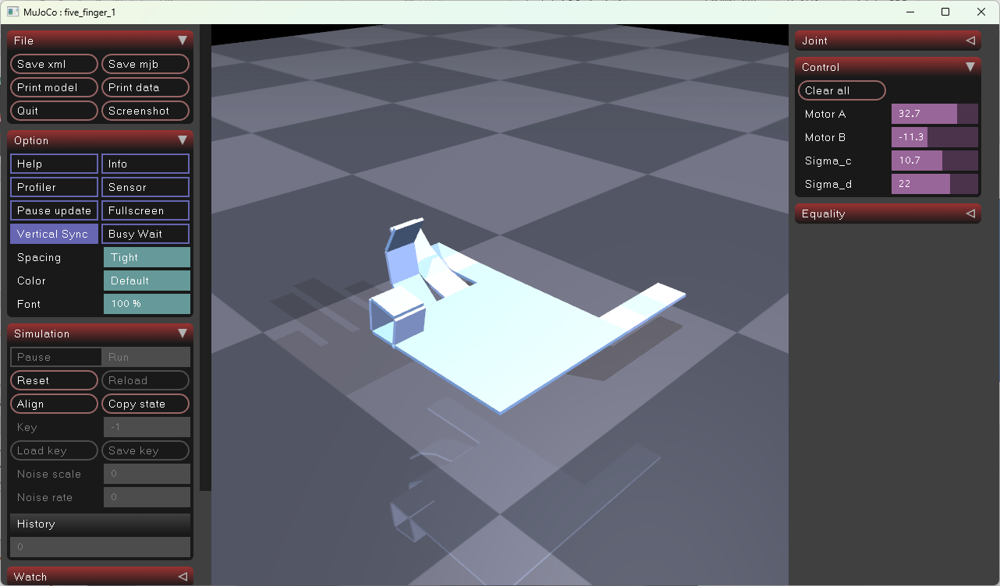 MuJoCo : five_finger_1
File
Save xml
Save mjb
Print model
Print data
Quit
Screenshot
Option
Help
Info
Profiler
Sensor
Pause update
Fullscreen
Vertical Sync
Busy Wait
Spacing
Tight
Color
Default
Font
100 %
Simulation
Pause
Run
Reset
Reload
Align
Copy state
Key
-1
Load key
Save key
Noise scale
0
Noise rate
0
History
0
Watch
Joint
Control
Clear all
Motor A
32.7
Motor B
-11.3
Sigma_c
10.7
Sigma_d
22
Equality